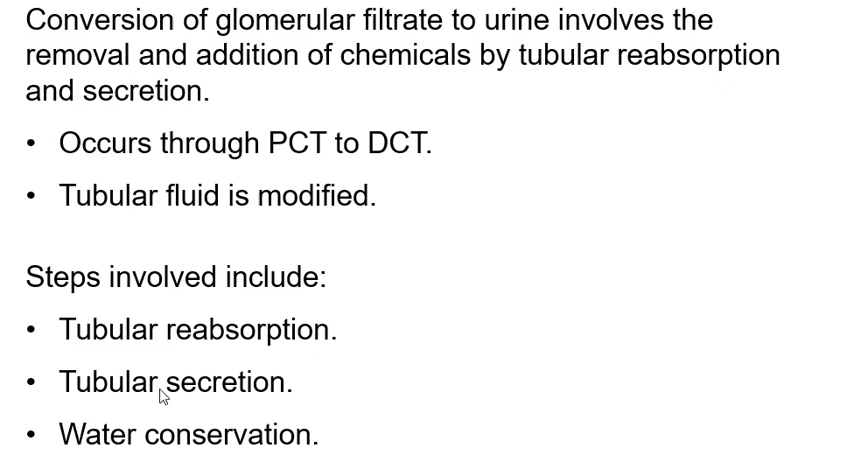 Conversion of glomerular filtrate to urine involves the
removal and addition of chemicals by tubular reabsorption
and secretion.
• Occurs through PCT to DCT.
• Tubular fluid is modified.
Steps involved include:
• Tubular reabsorption.
• Tubular secretion.
• Water conservation.